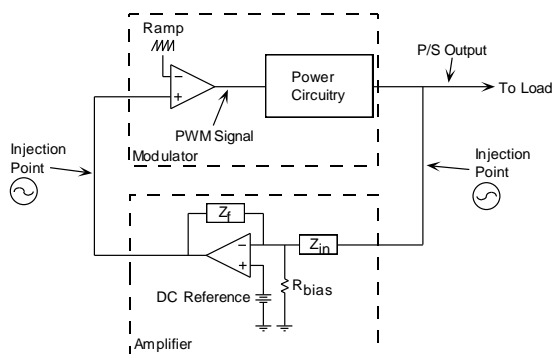 Ramp
P/S Output
Power
Circuitry
To Load
PWM Signal
Modulator
Injection
Point
Injection
Point
Zf
Zin
DC Reference
Rbias
Amplifier